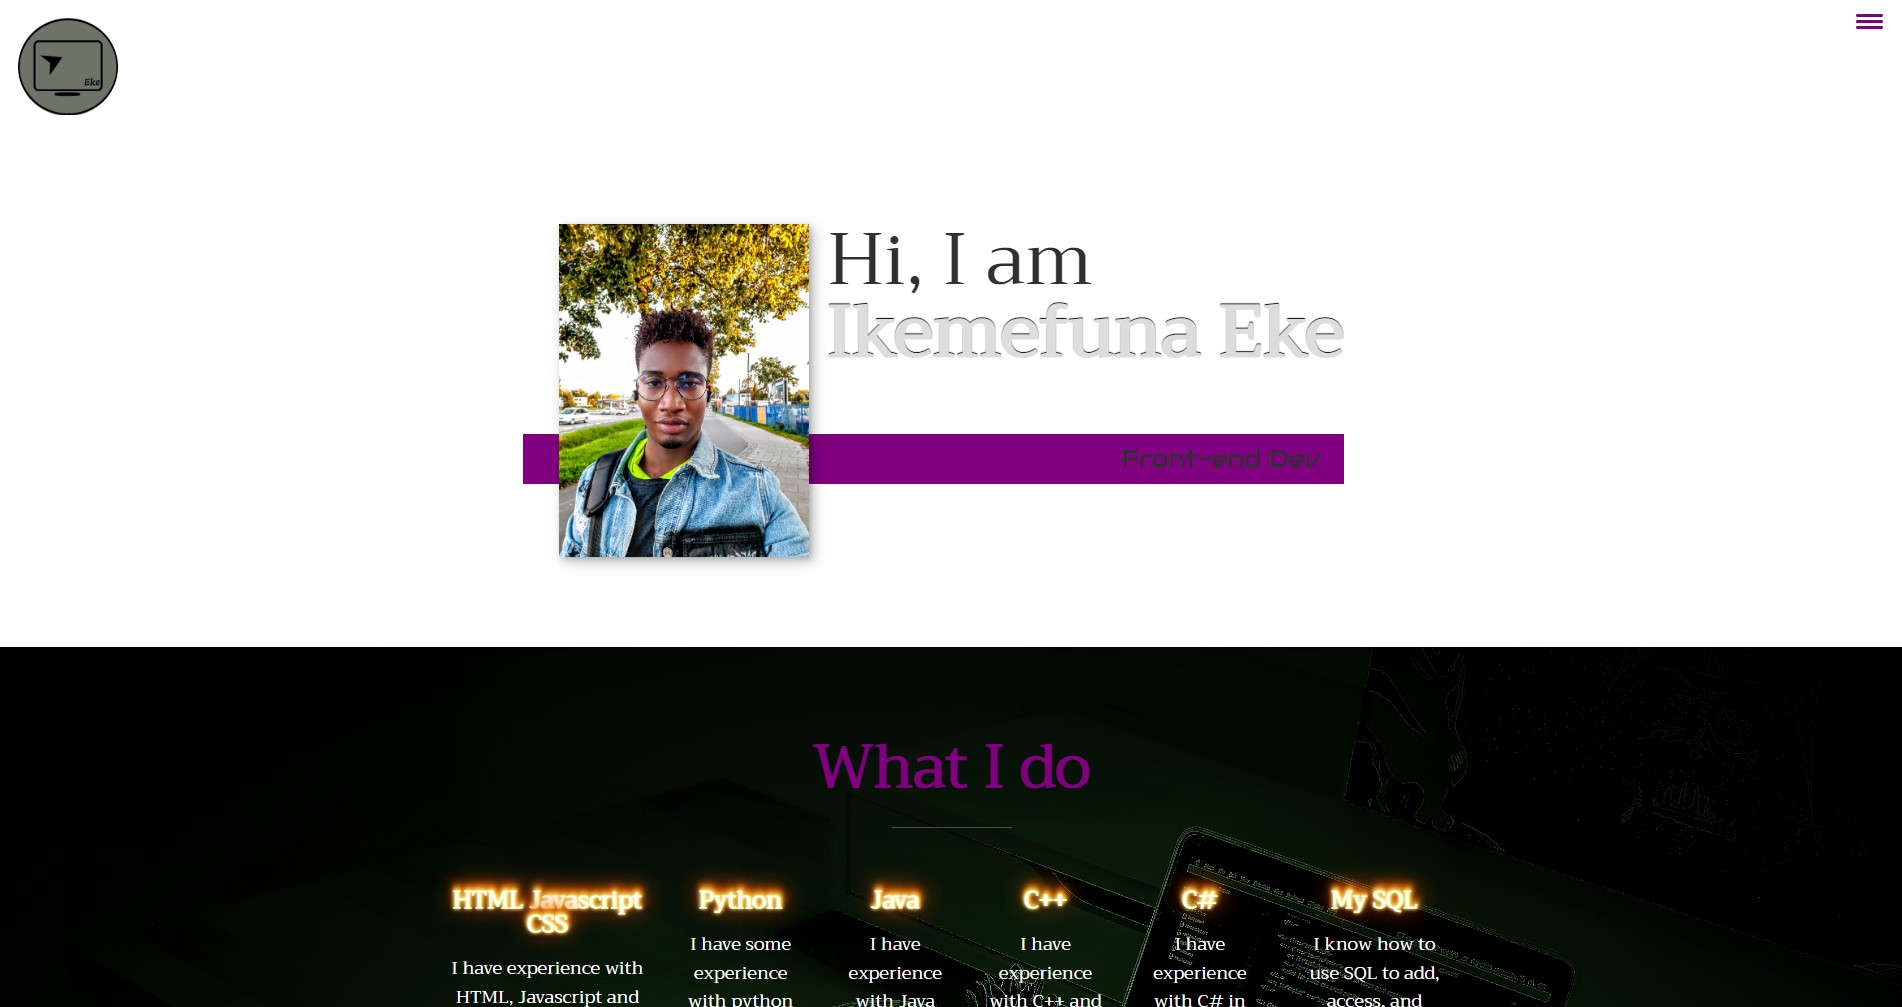 Eke
Hi, I am
Ikemefuna Eke
Front-end Dev
What I do
HTML Javascript
CSS
I have experience with
HTML, Javascript and
Python
I have some
experience
with python
Java
I have
experience
with Java
C++
I have
experience
with C++ and
C#
I have
experience
with C# in
My SQL
I know how to
use SQL to add,
access, and